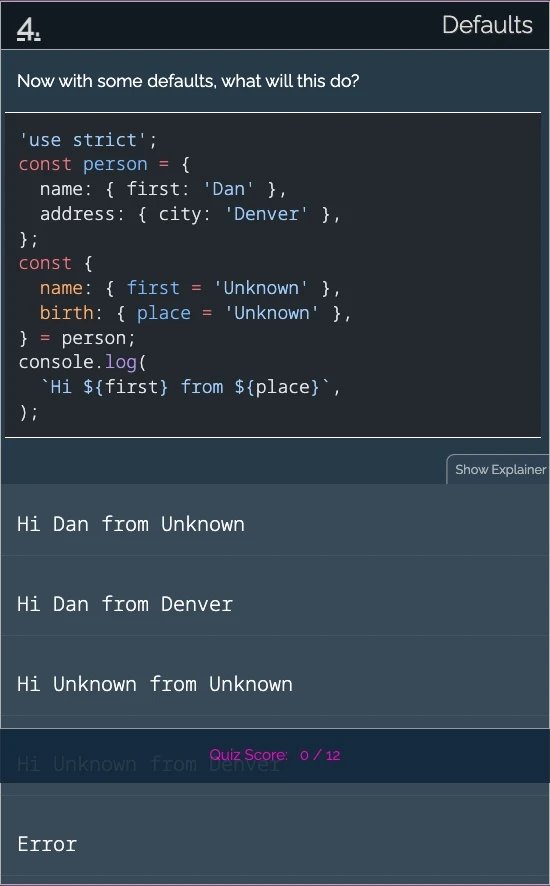 4.
Defaults
Now with some defaults, what will this do?
'use strict';
const person = {
  name: { first: 'Dan' },
  address: { city: 'Denver' },
};
const {
  name: { first = 'Unknown' },
  birth: { place = 'Unknown' },
} = person;
console.log(
  `Hi ${first} from ${place}`,
);
Show Explainer
Hi Dan from Unknown
Hi Dan from Denver
Hi Unknown from Unknown
Quiz Score: 0 / 12
Hi Unknown from Denver
Error